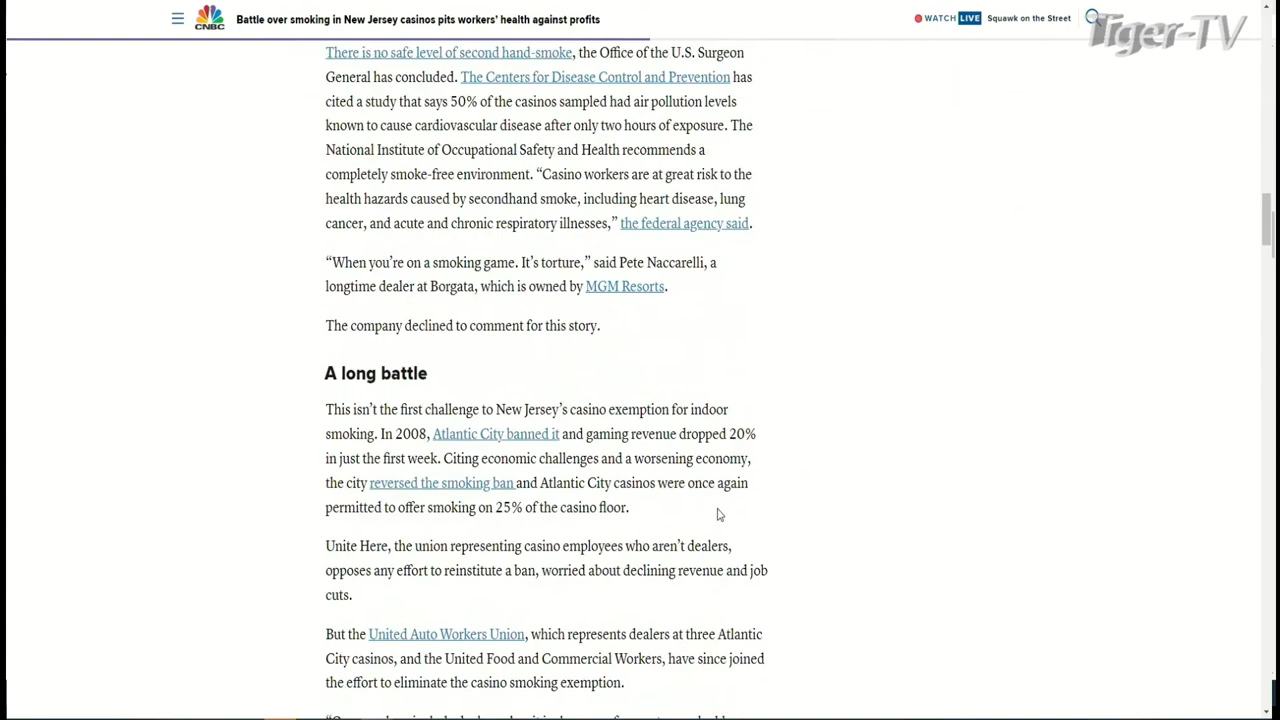 CNBC
Battle over smoking in New Jersey casinos pits workers' health against profits
WATCH LIVE
Squawk on the Street
Tiger-TV
There is no safe level of second hand-smoke, the Office of the U.S. Surgeon
General has concluded. The Centers for Disease Control and Prevention has
cited a study that says 50% of the casinos sampled had air pollution levels
known to cause cardiovascular disease after only two hours of exposure. The
National Institute of Occupational Safety and Health recommends a
completely smoke-free environment. “Casino workers are at great risk to the
health hazards caused by secondhand smoke, including heart disease, lung
cancer, and acute and chronic respiratory illnesses,” the federal agency said.
“When you’re on a smoking game. It’s torture,” said Pete Naccarelli, a
longtime dealer at Borgata, which is owned by MGM Resorts.
The company declined to comment for this story.
A long battle
This isn’t the first challenge to New Jersey’s casino exemption for indoor
smoking. In 2008, Atlantic City banned it and gaming revenue dropped 20%
in just the first week. Citing economic challenges and a worsening economy,
the city reversed the smoking ban and Atlantic City casinos were once again
permitted to offer smoking on 25% of the casino floor.
Unite Here, the union representing casino employees who aren’t dealers,
opposes any effort to reinstitute a ban, worried about declining revenue and job
cuts.
But the United Auto Workers Union, which represents dealers at three Atlantic
City casinos, and the United Food and Commercial Workers, have since joined
the effort to eliminate the casino smoking exemption.